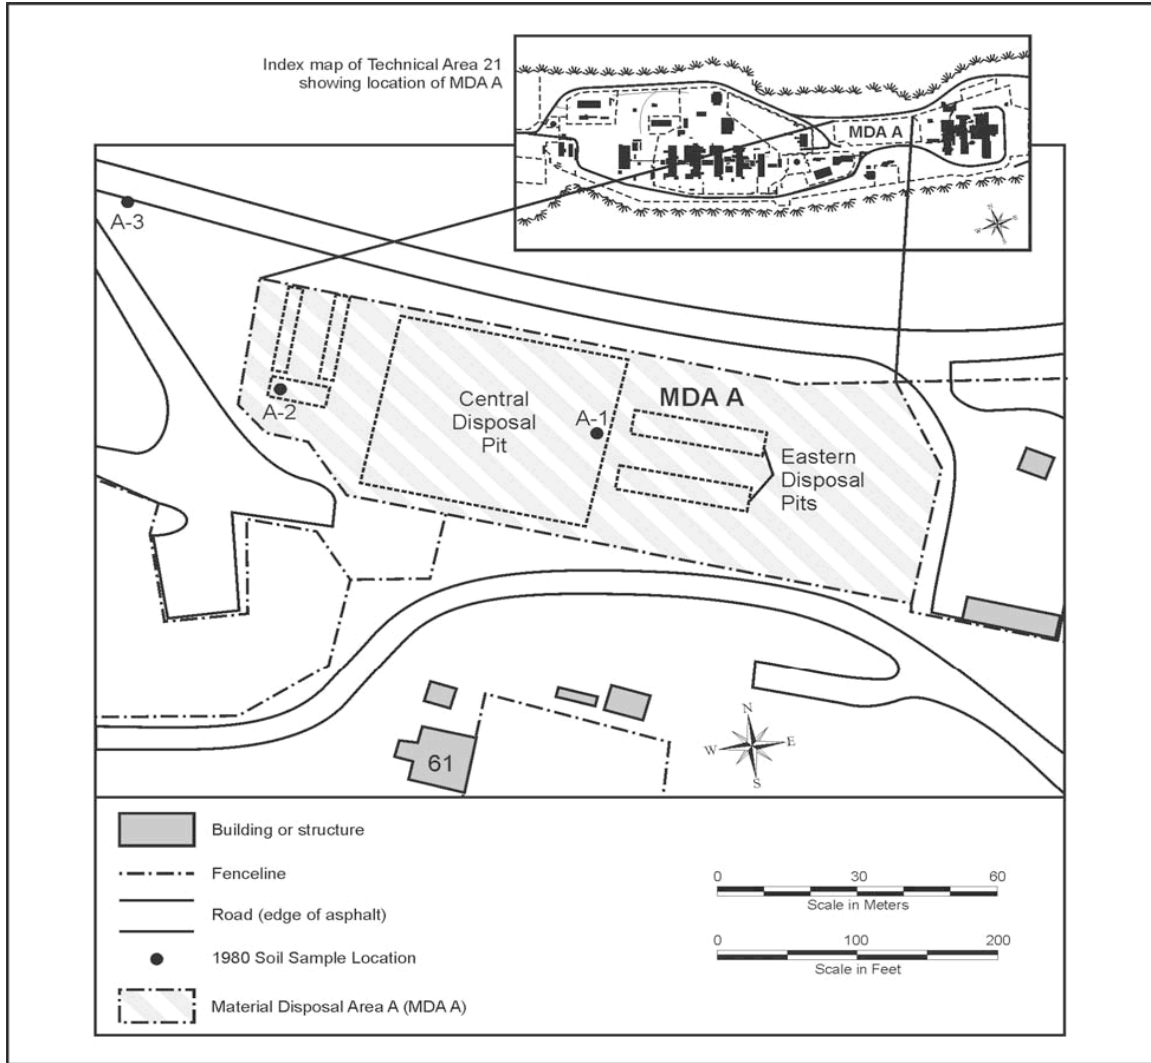 Index map of Technical Area 21
showing location of MDA A
MDA A
A-3
A-2
Central
Disposal
Pit
A-1
MDA A
Eastern
Disposal
Pits
61
N
W
E
S
Building or structure
Fenceline
Road (edge of asphalt)
1980 Soil Sample Location
Material Disposal Area A (MDA A)
0 30 60
Scale in Meters
0 100 200
Scale in Feet